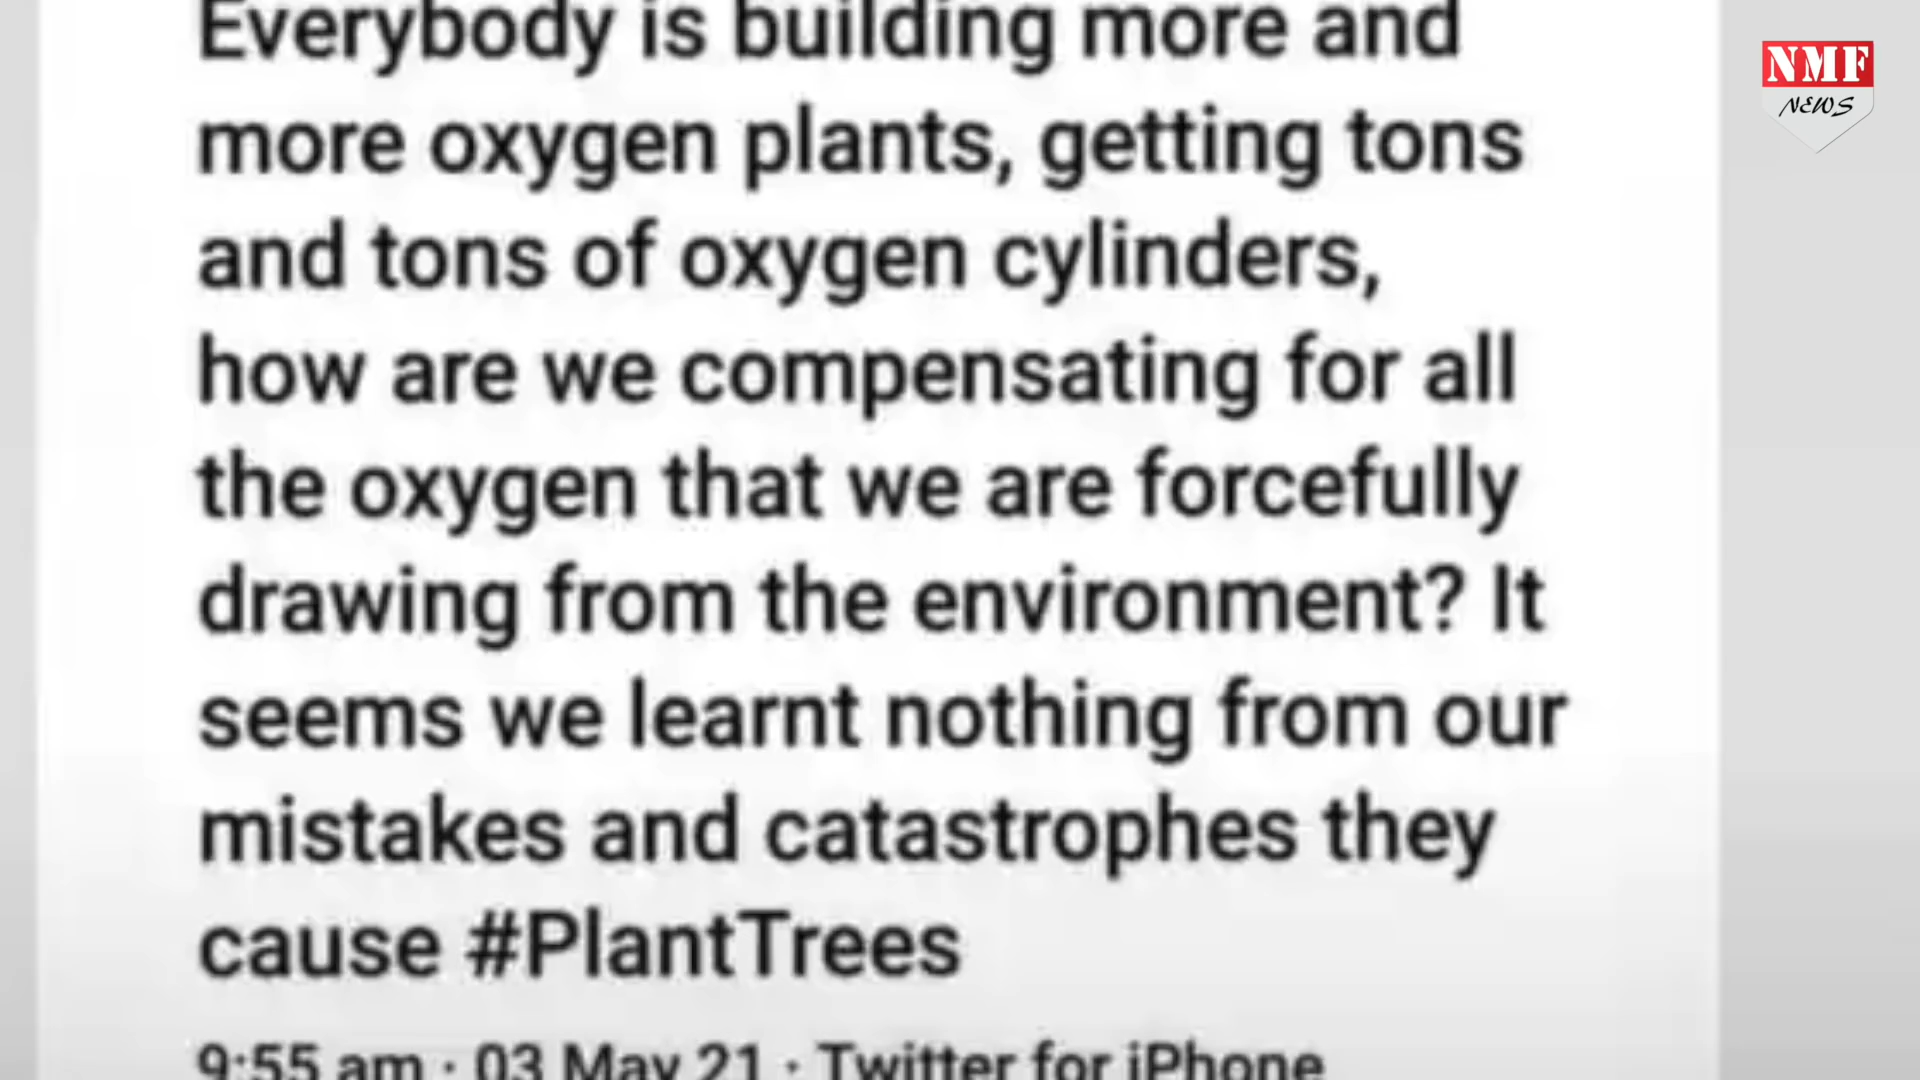 Everybody is building more and
more oxygen plants, getting tons
and tons of oxygen cylinders,
how are we compensating for all
the oxygen that we are forcefully
drawing from the environment? It
seems we learnt nothing from our
mistakes and catastrophes they
cause #PlantTrees
9:55 am · 03 May 21 · Twitter for iPhone
NMF
NEWS